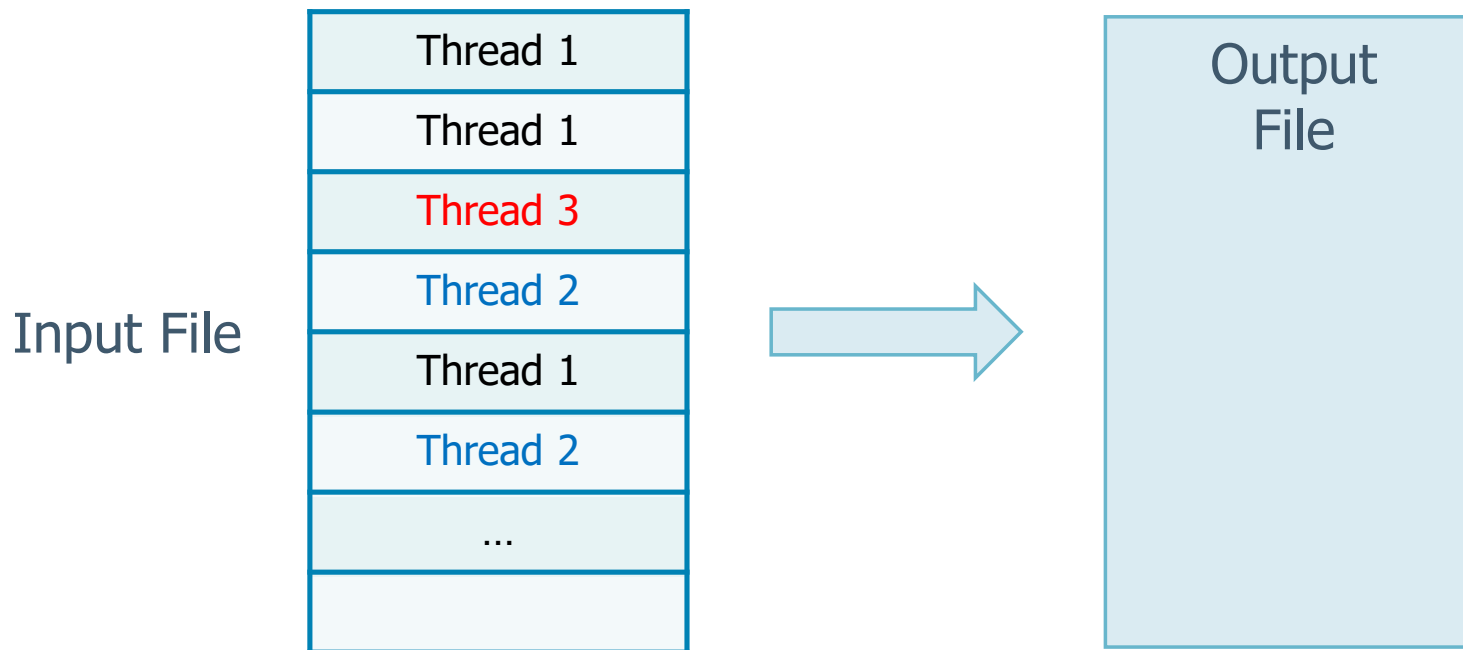 Input File
Thread 1
Thread 1
Thread 3
Thread 2
Thread 1
Thread 2
...
Output
File